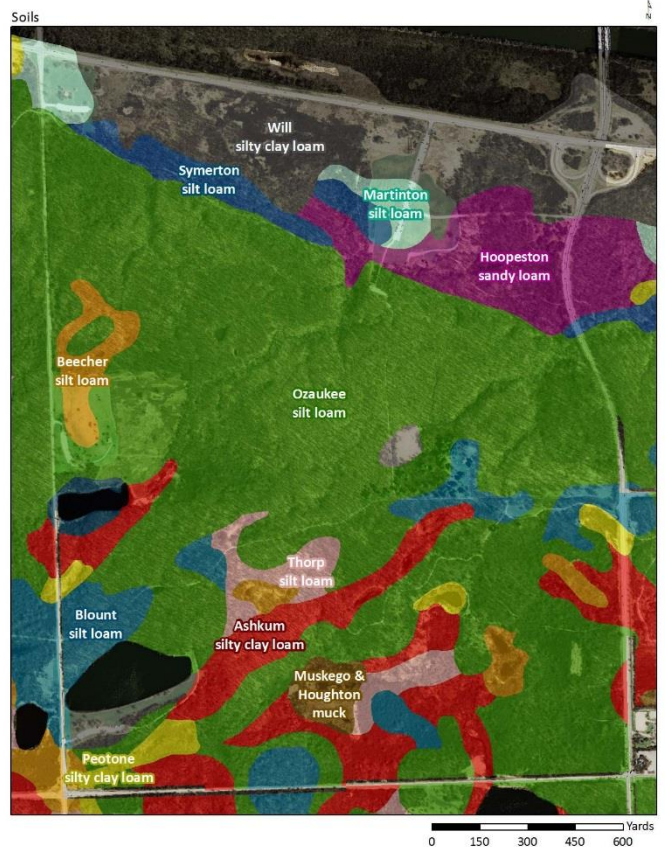 Soils
N
Will
silty clay loam
Symerton
silt loam
Martinton
silt loam
Hoopeston
sandy loam
Beecher
silt loam
Ozaukee
silt loam
Thorp
silt loam
Blount
silt loam
Ashkum
silty clay loam
Muskego &
Houghton
muck
Peotone
silty clay loam
Yards
0 150 300 450 600